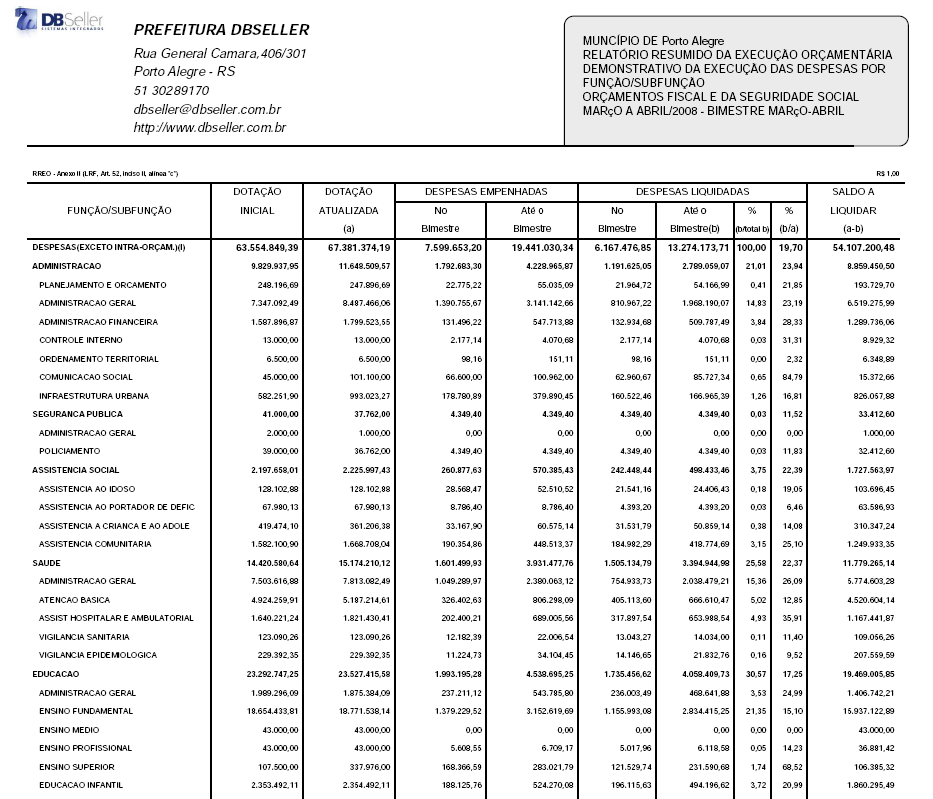 DBSeller
SISTEMAS INTEGRADOS
PREFEITURA DBSELLER
Rua General Camara,406/301
Porto Alegre - RS
51 30289170
dbseller@dbseller.com.br
http://www.dbseller.com.br
MUNCÍPIO DE Porto Alegre
RELATÓRIO RESUMIDO DA EXECUÇÃO ORÇAMENTÁRIA
DEMONSTRATIVO DA EXECUÇÃO DAS DESPESAS POR
FUNÇÃO/SUBFUNÇÃO
ORÇAMENTOS FISCAL E DA SEGURIDADE SOCIAL
MARçO A ABRIL/2008 - BIMESTRE MARçO-ABRIL
RREO - Anexo II (LRF, Art. 52, inciso II, alínea "c") R$ 1,00
DOTAÇÃO DOTAÇÃO DESPESAS EMPENHADAS DESPESAS LIQUIDADAS SALDO A
FUNÇÃO/SUBFUNÇÃO INICIAL ATUALIZADA No Até o No Até o % % LIQUIDAR
(a) Bimestre Bimestre Bimestre Bimestre(b) (b/total b) (b/a) (a-b)
DESPESAS(EXCETO INTRA-ORÇAM.)(I) 63.554.849,39 67.381.374,19 7.599.653,20 19.441.030,34 6.167.476,85 13.274.173,71 100,00 19,70 54.107.200,48
ADMINISTRACAO 9.829.937,95 11.648.509,57 1.792.683,30 4.228.965,87 1.191.625,05 2.789.059,07 21,01 23,94 8.859.450,50
PLANEJAMENTO E ORCAMENTO 248.196,69 247.896,69 22.775,22 55.035,09 21.964,72 54.166,99 0,41 21,85 193.729,70
ADMINISTRACAO GERAL 7.347.092,49 8.487.466,06 1.390.755,67 3.141.142,66 810.967,22 1.968.190,07 14,83 23,19 6.519.275,99
ADMINISTRACAO FINANCEIRA 1.587.896,87 1.799.523,55 131.496,22 547.713,88 132.934,68 509.787,49 3,84 28,33 1.289.736,06
CONTROLE INTERNO 13.000,00 13.000,00 2.177,14 4.070,68 2.177,14 4.070,68 0,03 31,31 8.929,32
ORDENAMENTO TERRITORIAL 6.500,00 6.500,00 98,16 151,11 98,16 151,11 0,00 2,32 6.348,89
COMUNICACAO SOCIAL 45.000,00 101.100,00 66.600,00 100.962,00 62.960,67 85.727,34 0,65 84,79 15.372,66
INFRAESTRUTURA URBANA 582.251,90 993.023,27 178.780,89 379.890,45 160.522,46 166.965,39 1,26 16,81 826.057,88
SEGURANCA PUBLICA 41.000,00 37.762,00 4.349,40 4.349,40 4.349,40 4.349,40 0,03 11,52 33.412,60
ADMINISTRACAO GERAL 2.000,00 1.000,00 0,00 0,00 0,00 0,00 0,00 0,00 1.000,00
POLICIAMENTO 39.000,00 36.762,00 4.349,40 4.349,40 4.349,40 4.349,40 0,03 11,83 32.412,60
ASSISTENCIA SOCIAL 2.197.658,01 2.225.997,43 260.877,63 570.385,43 242.448,44 498.433,46 3,75 22,39 1.727.563,97
ASSISTENCIA AO IDOSO 128.102,88 128.102,88 28.568,47 52.510,52 21.541,16 24.406,43 0,18 19,05 103.696,45
ASSISTENCIA AO PORTADOR DE DEFIC 67.980,13 67.980,13 8.786,40 8.786,40 4.393,20 4.393,20 0,03 6,46 63.586,93
ASSISTENCIA A CRIANCA E AO ADOLE 419.474,10 361.206,38 33.167,90 60.575,14 31.531,79 50.859,14 0,38 14,08 310.347,24
ASSISTENCIA COMUNITARIA 1.582.100,90 1.668.708,04 190.354,86 448.513,37 184.982,29 418.774,69 3,15 25,10 1.249.933,35
SAUDE 14.420.580,64 15.174.210,12 1.601.499,93 3.931.477,76 1.505.134,79 3.394.944,98 25,58 22,37 11.779.265,14
ADMINISTRACAO GERAL 7.503.616,88 7.813.082,49 1.049.289,97 2.380.063,12 754.933,73 2.038.479,21 15,36 26,09 5.774.603,28
ATENCAO BASICA 4.924.259,91 5.187.214,61 326.402,63 806.298,09 405.113,60 666.610,47 5,02 12,85 4.520.604,14
ASSIST HOSPITALAR E AMBULATORIAL 1.640.221,24 1.821.430,41 202.400,21 689.005,56 317.897,54 653.988,54 4,93 35,91 1.167.441,87
VIGILANCIA SANITARIA 123.090,26 123.090,26 12.182,39 22.006,54 13.043,27 14.034,00 0,11 11,40 109.056,26
VIGILANCIA EPIDEMIOLOGICA 229.392,35 229.392,35 11.224,73 34.104,45 14.146,65 21.832,76 0,16 9,52 207.559,59
EDUCACAO 23.292.747,25 23.527.415,58 1.993.195,28 4.538.695,25 1.735.456,62 4.058.409,73 30,57 17,25 19.469.005,85
ADMINISTRACAO GERAL 1.989.296,09 1.875.384,09 237.211,12 543.785,80 236.003,49 468.641,88 3,53 24,99 1.406.742,21
ENSINO FUNDAMENTAL 18.654.433,81 18.771.538,14 1.379.229,52 3.152.619,69 1.155.993,08 2.834.415,25 21,35 15,10 15.937.122,89
ENSINO MEDIO 43.000,00 43.000,00 0,00 0,00 0,00 0,00 0,00 0,00 43.000,00
ENSINO PROFISSIONAL 43.000,00 43.000,00 5.608,55 6.709,17 5.017,96 6.118,58 0,05 14,23 36.881,42
ENSINO SUPERIOR 107.500,00 337.976,00 168.366,59 283.021,79 121.529,74 231.590,68 1,74 68,52 106.385,32
EDUCACAO INFANTIL 2.353.492,11 2.354.492,11 188.125,76 524.270,08 196.115,63 494.196,62 3,72 20,99 1.860.295,49